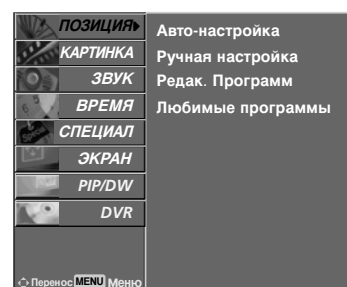 ПОЗИЦИЯ
КАРТИНКА
ЗВУК
ВРЕМЯ
СПЕЦИАЛ
ЭКРАН
PIP/DW
DVR
Перенос MENU Меню
Авто-настройка
Ручная настройка
Редак. Программ
Любимые программы